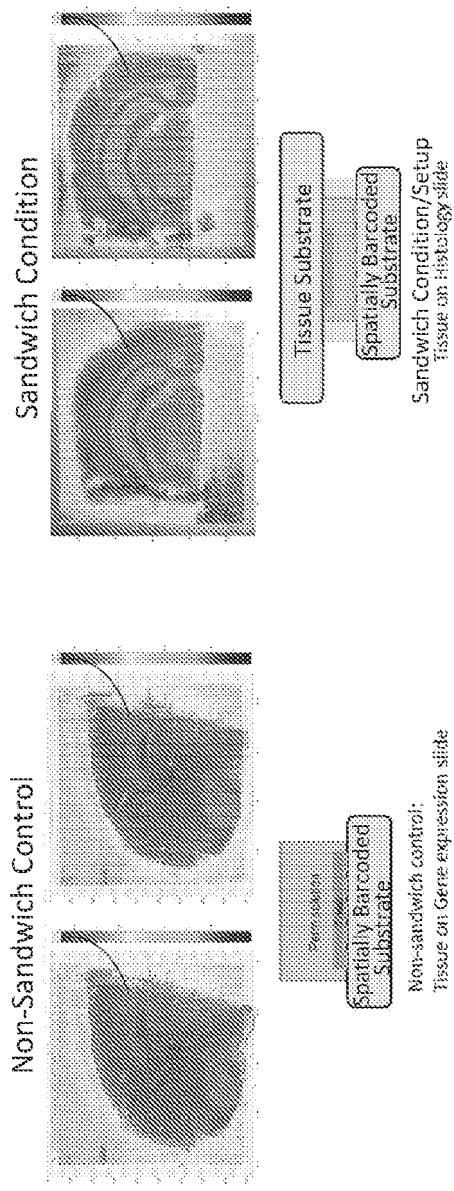 Non-Sandwich Control
Spatially Barcoded
Substrate
Non-sandwich control:
Tissue on Gene expression slide
Sandwich Condition
Tissue Substrate
Spatially Barcoded
Substrate
Sandwich Condition/Setup
Tissue on Histology slide